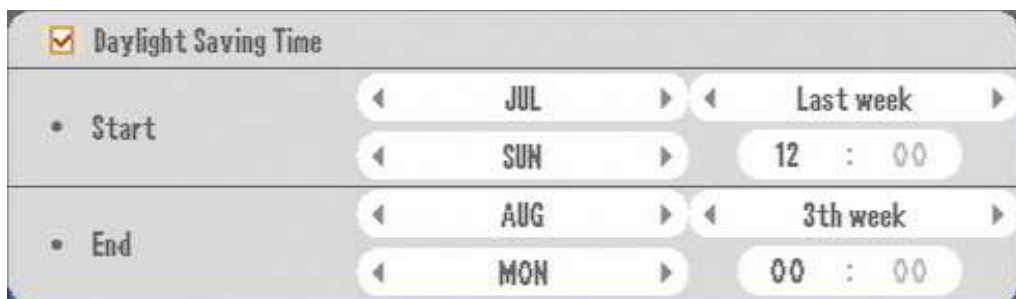 Daylight Saving Time
• Start
JUL
Last week
SUN
12 : 00
• End
AUG
3th week
MON
00 : 00